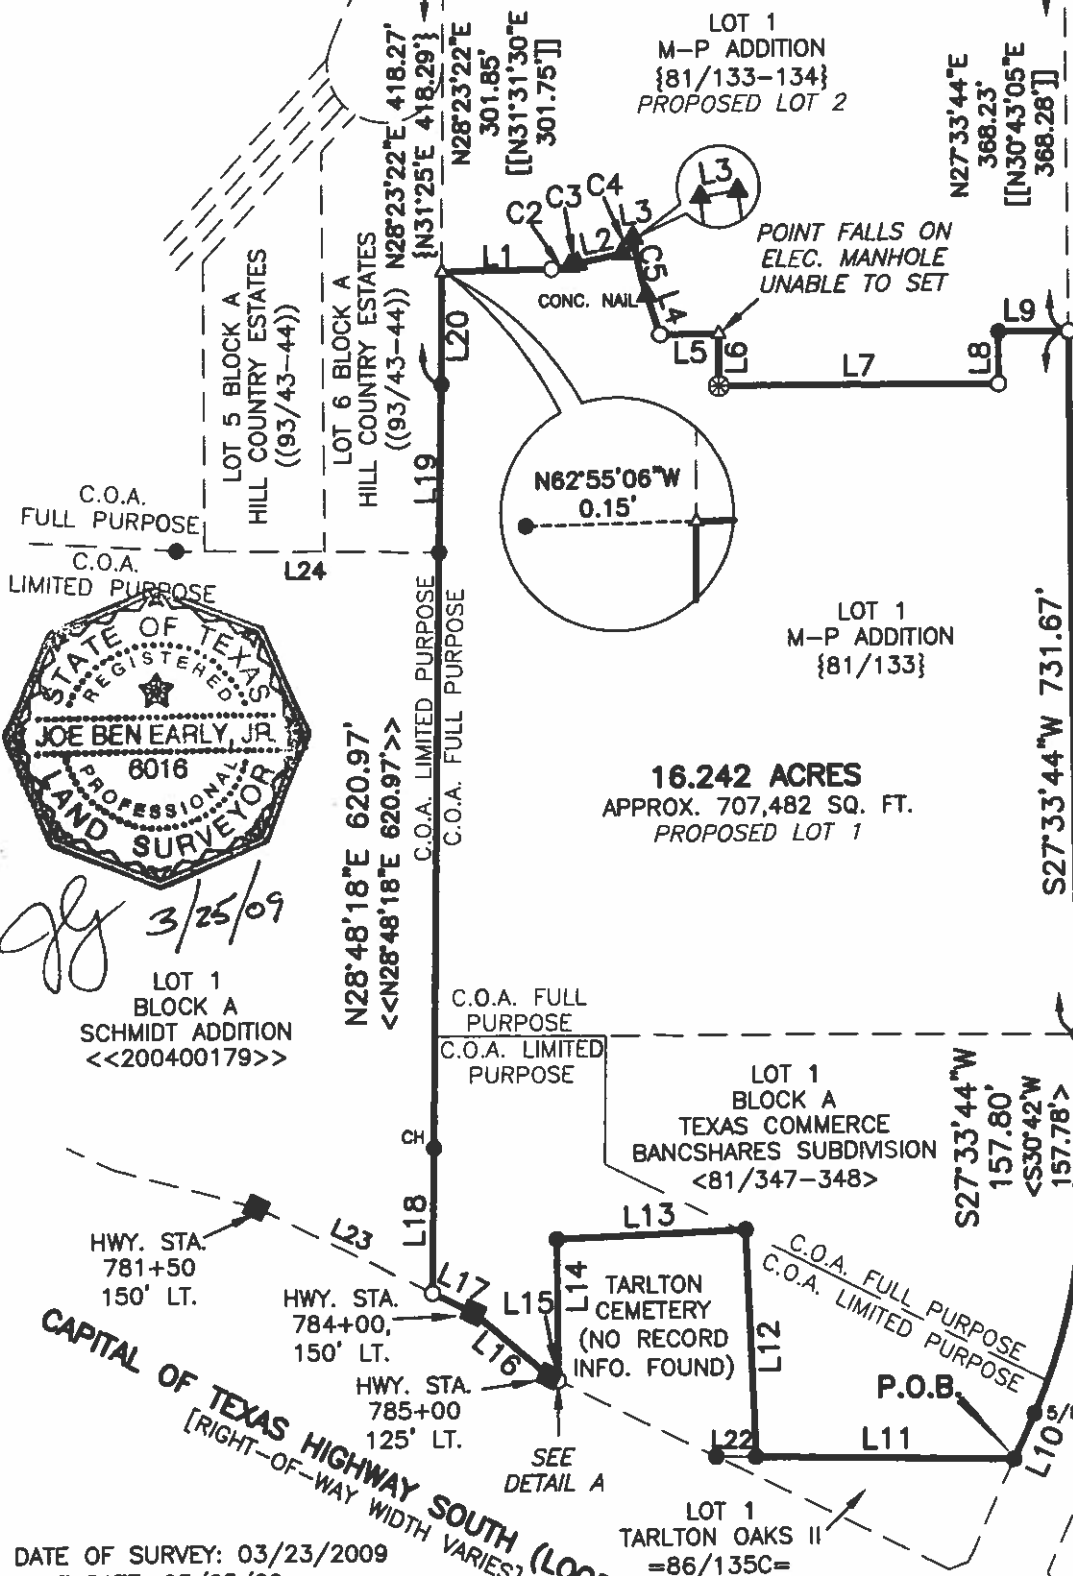 LOT 1
M-P ADDITION
{81/133-134}
PROPOSED LOT 2
N28°23'22"E 418.27'
{N31°25'E 418.29'}
N28°23'22"E
301.85'
[[N31°31'30"E
301.75']]
N27°33'44"E
368.23'
[[N30°43'05"E
368.28']]
L3
C4
C3
C2
L3
L2
L1
C5
CONC. NAIL
L4
L5
L6
POINT FALLS ON
ELEC. MANHOLE
UNABLE TO SET
L7
L8
L9
L20
L19
LOT 5 BLOCK A
HILL COUNTRY ESTATES
((93/43-44))
LOT 6 BLOCK A
HILL COUNTRY ESTATES
((93/43-44))
N62°55'06"W
0.15'
C.O.A.
FULL PURPOSE
C.O.A.
LIMITED PURPOSE
L24
C.O.A. LIMITED PURPOSE
C.O.A. FULL PURPOSE
LOT 1
M-P ADDITION
{81/133}
S27°33'44"W 731.67'
STATE OF TEXAS
REGISTERED
JOE BEN EARLY, JR.
6016
PROFESSIONAL
LAND SURVEYOR
3/25/09
16.242 ACRES
APPROX. 707,482 SQ. FT.
PROPOSED LOT 1
N28°48'18"E 620.97'
<<N28°48'18"E 620.97'>>
LOT 1
BLOCK A
SCHMIDT ADDITION
<<200400179>>
C.O.A. FULL
PURPOSE
C.O.A. LIMITED
PURPOSE
LOT 1
BLOCK A
TEXAS COMMERCE
BANCSHARES SUBDIVISION
<81/347-348>
S27°33'44"W
157.80'
<S30°42'W
157.78'>
CH
L18
L23
HWY. STA.
781+50
150' LT.
L17
HWY. STA.
784+00,
150' LT.
L16
L15
L14
L13
L12
TARLTON
CEMETERY
(NO RECORD
INFO. FOUND)
C.O.A. FULL PURPOSE
C.O.A. LIMITED PURPOSE
HWY. STA.
785+00
125' LT.
P.O.B.
5/8
L10
L11
L22
SEE
DETAIL A
CAPITAL OF TEXAS HIGHWAY SOUTH (LOO
[RIGHT-OF-WAY WIDTH VARIES]
LOT 1
TARLTON OAKS II
=86/135C=
DATE OF SURVEY: 03/23/2009